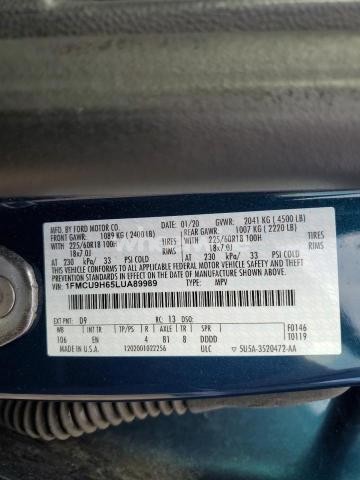 MFD. BY FORD MOTOR CO.
01/20 GVWR: 2041 KG ( 4500 LB)
FRONT GAWR: 1089 KG ( 2400LB) REAR GAWR: 1007 KG ( 2220 LB)
WITH 225/60R18 100H TIRES WITH 225/60R18 100H TIRES
18x7.0J RIMS 18x7.0J RIMS
AT 230 kPa/ 33 PSI COLD AT 230 kPa/ 33 PSI COLD
THIS VEHICLE CONFORMS TO ALL APPLICABLE FEDERAL MOTOR VEHICLE SAFETY AND THEFT
PREVENTION STANDARDS IN EFFECT ON THE DATE OF MANUFACTURE SHOWN ABOVE.
VIN: 1FMCU9H65LUA89989 TYPE: MPV
EXT PNT: D9 RC: 13 DSO:
WB INT TR TP/PS R AXLE TR SPR F0146
106 EN 4 81 8 DDDD T0119
MADE IN U.S.A. 1202001022256 ULC 5U5A-3520472-AA